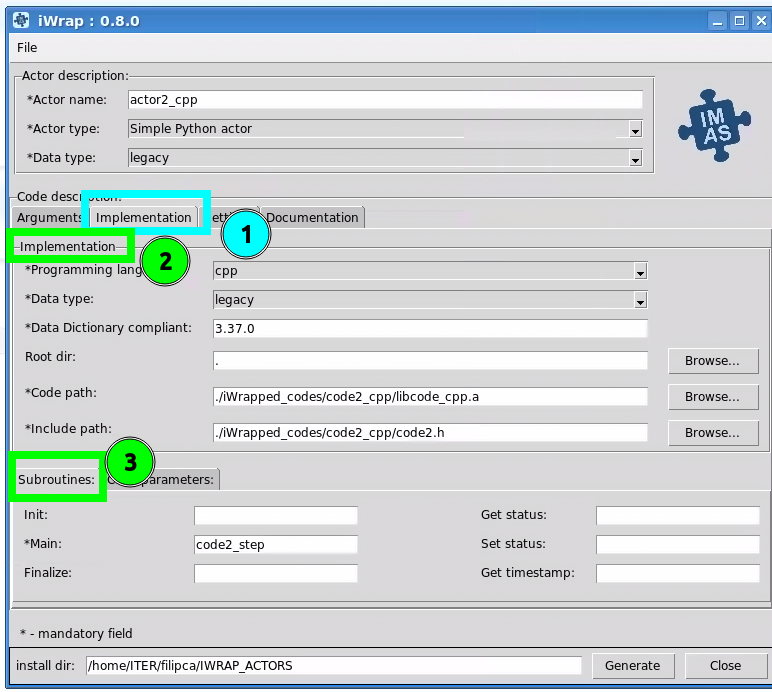 iWrap : 0.8.0
File
Actor description:
*Actor name: actor2_cpp
*Actor type: Simple Python actor
*Data type: legacy
IM
AS
Code description:
Arguments Implementation Documentation
1
Implementation
2
*Programming cpp
*Data type: legacy
*Data Dictionary compliant: 3.37.0
Root dir: . Browse...
*Code path: ./iWrapped_codes/code2_cpp/libcode_cpp.a Browse...
*Include path: ./iWrapped_codes/code2_cpp/code2.h Browse...
3
Subroutines: parameters:
Init: Get status:
*Main: code2_step Set status:
Finalize: Get timestamp:
* - mandatory field
install dir: /home/ITER/filipca/IWRAP_ACTORS Generate Close